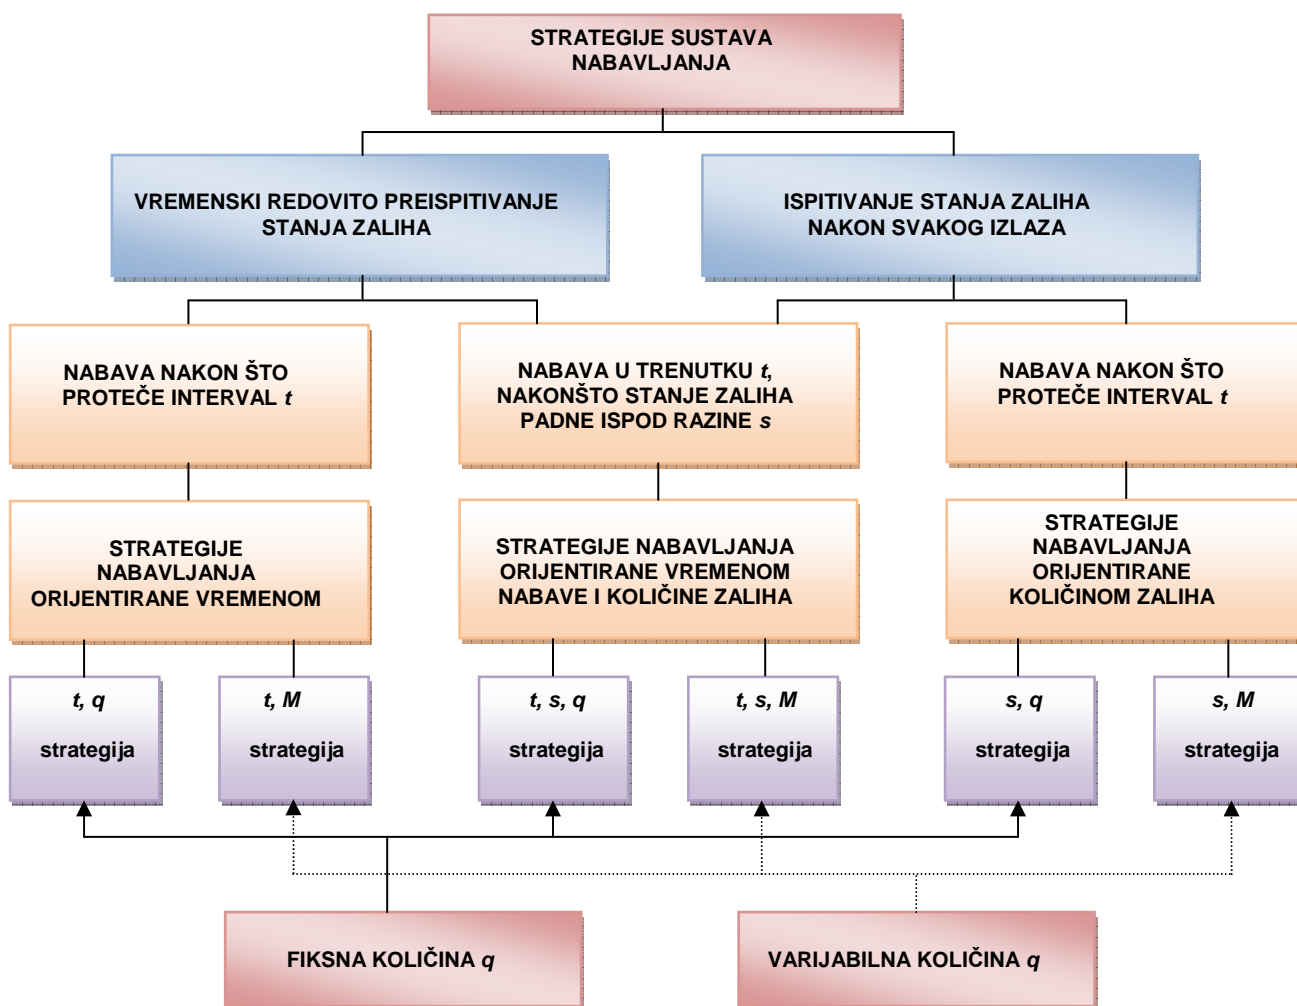 STRATEGIJE SUSTAVA
NABAVLJANJA
VREMENSKI REDOVITO PREISPITIVANJE
STANJA ZALIHA
ISPITIVANJE STANJA ZALIHA
NAKON SVAKOG IZLAZA
NABAVA NAKON ŠTO
PROTEČE INTERVAL t
NABAVA U TRENUTKU t,
NAKONŠTO STANJE ZALIHA
PADNE ISPOD RAZINE s
NABAVA NAKON ŠTO
PROTEČE INTERVAL t
STRATEGIJE
NABAVLJANJA
ORIJENTIRANE VREMENOM
STRATEGIJE NABAVLJANJA
ORIJENTIRANE VREMENOM
NABAVE I KOLIČINE ZALIHA
STRATEGIJE
NABAVLJANJA
ORIJENTIRANE
KOLIČINOM ZALIHA
t, q
strategija
t, M
strategija
t, s, q
strategija
t, s, M
strategija
s, q
strategija
s, M
strategija
FIKSNA KOLIČINA q
VARIJABILNA KOLIČINA q